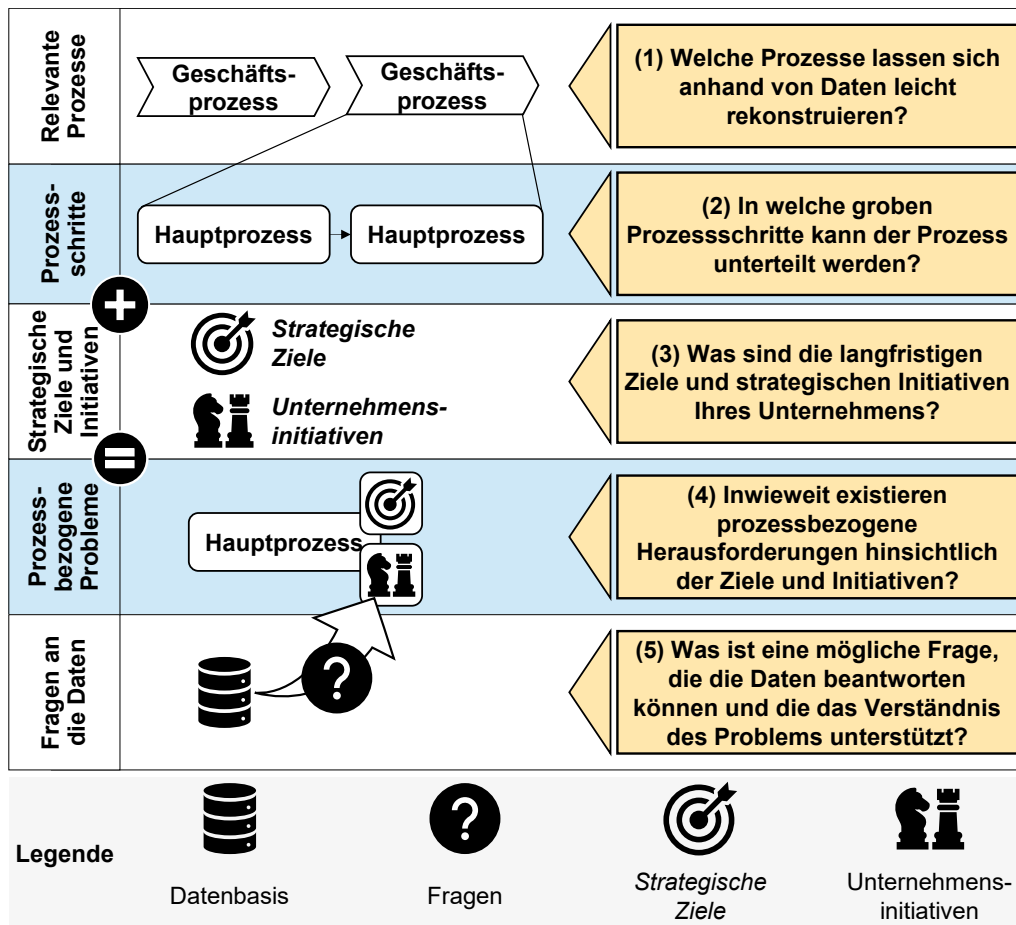 Relevante
Prozesse
Geschäfts-
prozess
Geschäfts-
prozess
(1) Welche Prozesse lassen sich
anhand von Daten leicht
rekonstruieren?
Prozess-
schritte
Hauptprozess
Hauptprozess
(2) In welche groben
Prozessschritte kann der Prozess
unterteilt werden?
Strategische
Ziele und
Initiativen
Strategische
Ziele
Unternehmens-
initiativen
(3) Was sind die langfristigen
Ziele und strategischen Initiativen
Ihres Unternehmens?
Prozess-
bezogene
Probleme
Hauptprozess
(4) Inwieweit existieren
prozessbezogene
Herausforderungen hinsichtlich
der Ziele und Initiativen?
Fragen an
die Daten
?
(5) Was ist eine mögliche Frage,
die die Daten beantworten
können und die das Verständnis
des Problems unterstützt?
Legende
Datenbasis
?
Fragen
Strategische
Ziele
Unternehmens-
initiativen